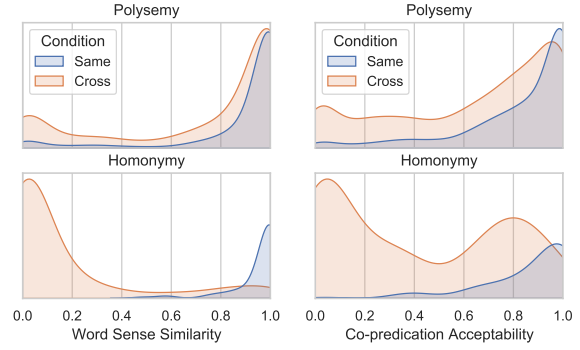 Polysemy
Condition
Same
Cross
Polysemy
Condition
Same
Cross
Homonymy
0.0 0.2 0.4 0.6 0.8 1.0
Word Sense Similarity
Homonymy
0.0 0.2 0.4 0.6 0.8 1.0
Co-predication Acceptability